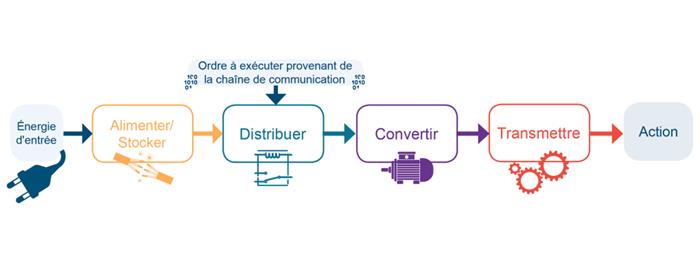 Ordre à exécuter provenant de
la chaîne de communication
Énergie
d'entrée
Alimenter/
Stocker
Distribuer
Convertir
Transmettre
Action